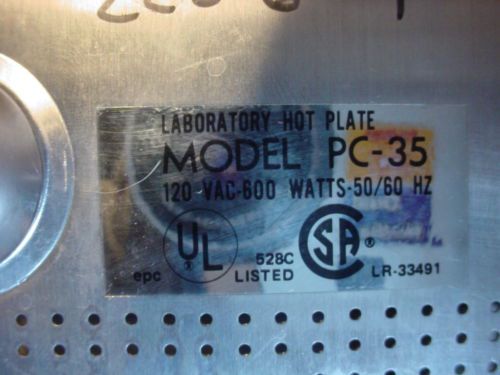 LABORATORY HOT PLATE
MODEL PC-35
120 VAC-600 WATTS-50/60 HZ
UL ® 528C CSA ®
epc LISTED LR-33491